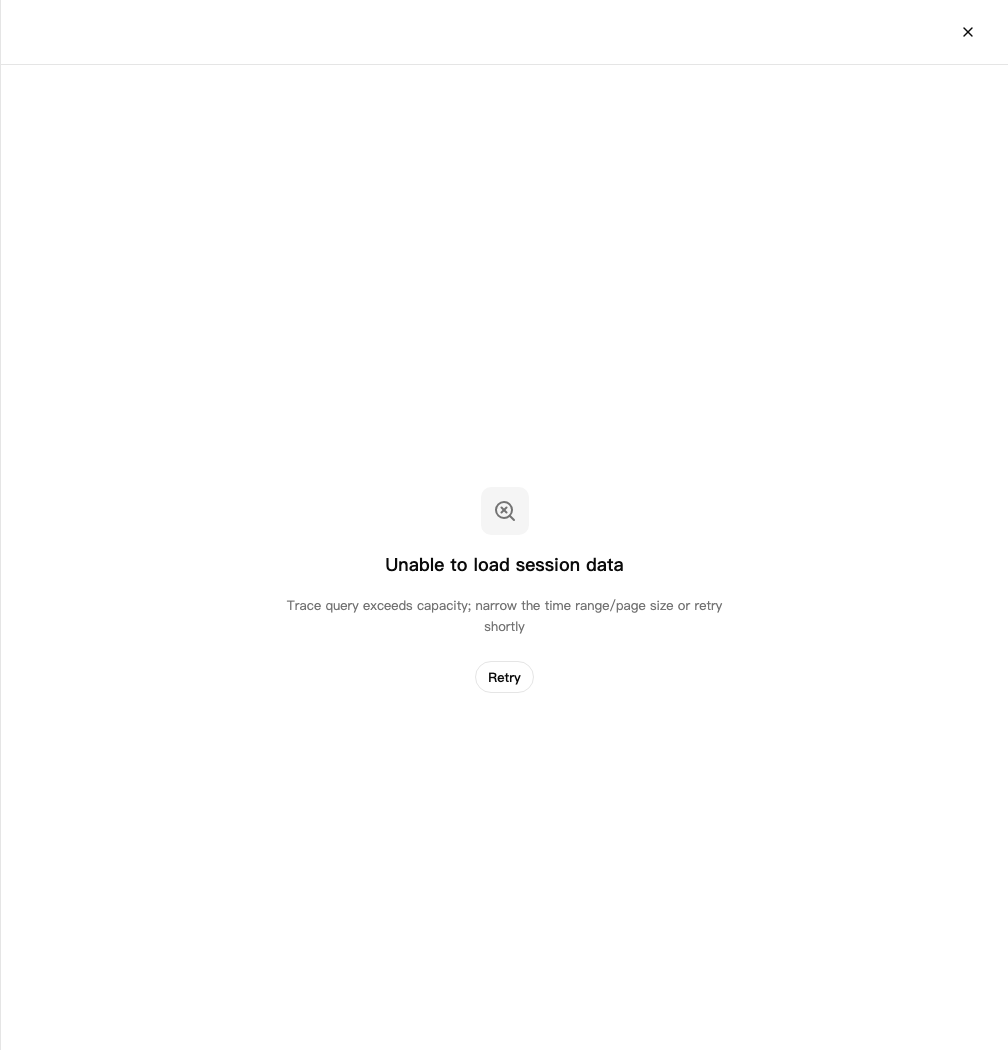 Unable to load session data
Trace query exceeds capacity; narrow the time range/page size or retry
shortly
Retry